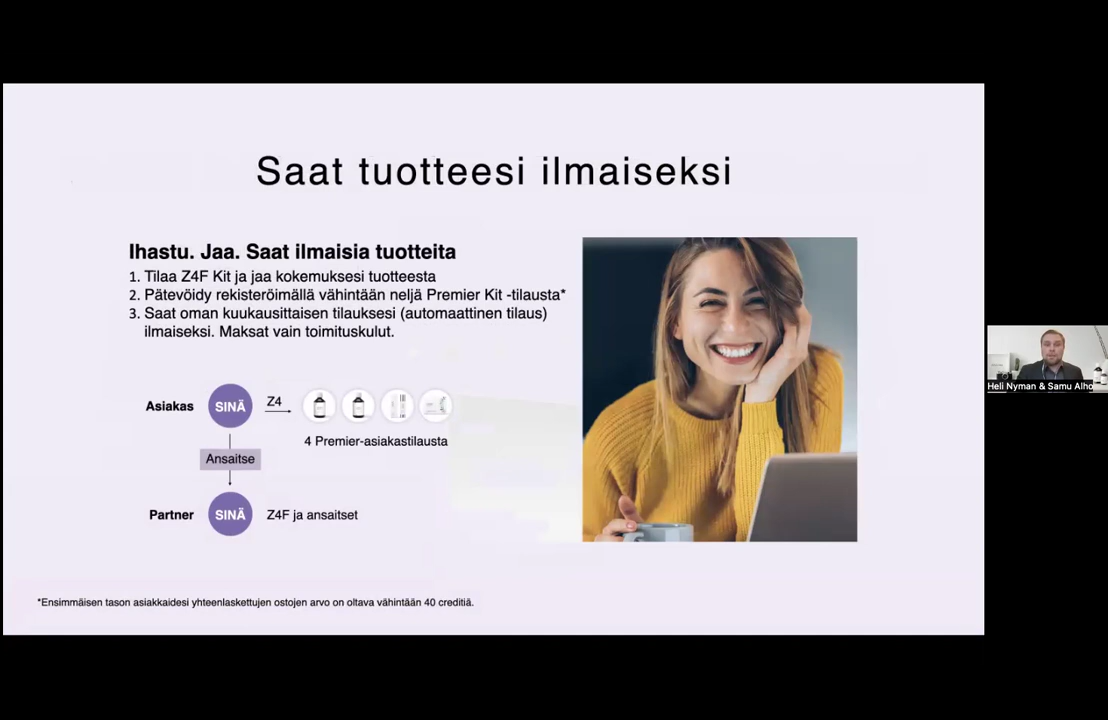 Saat tuotteesi ilmaiseksi
Ihastu. Jaa. Saat ilmaisia tuotteita
1. Tilaa Z4F Kit ja jaa kokemuksesi tuotteesta
2. Pätevöidy rekisteröimällä vähintään neljä Premier Kit -tilausta*
3. Saat oman kuukausittaisen tilauksesi (automaattinen tilaus)
ilmaiseksi. Maksat vain toimituskulut.
Asiakas SINÄ Z4
4 Premier-asiakastilausta
Ansaitse
Partner SINÄ Z4F ja ansaitset
*Ensimmäisen tason asiakkaidesi yhteenlaskettujen ostojen arvo on oltava vähintään 40 creditiä.
Heli Nyman & Samu Alho